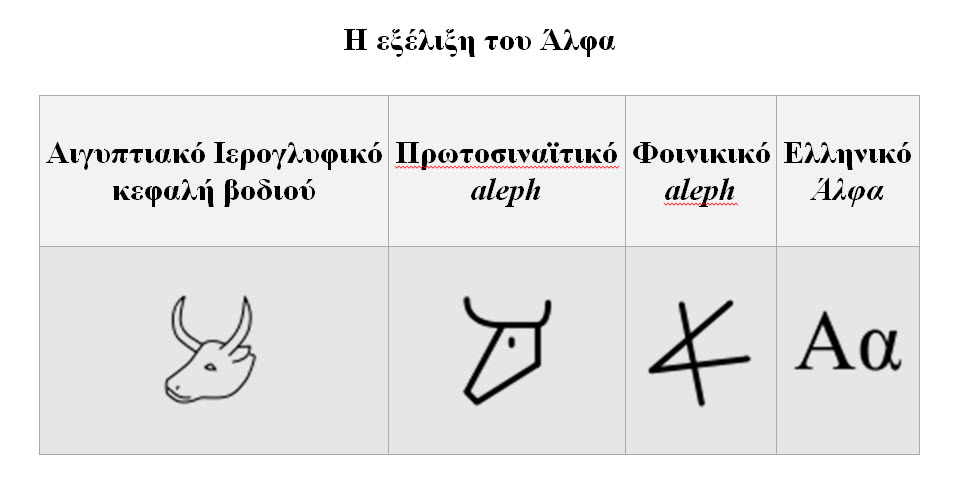 Η εξέλιξη του Άλφα
Αιγυπτιακό Ιερογλυφικό
κεφαλή βοδιού
Πρωτοσιναϊτικό
aleph
Φοινικικό
aleph
Ελληνικό
Άλφα
Αα